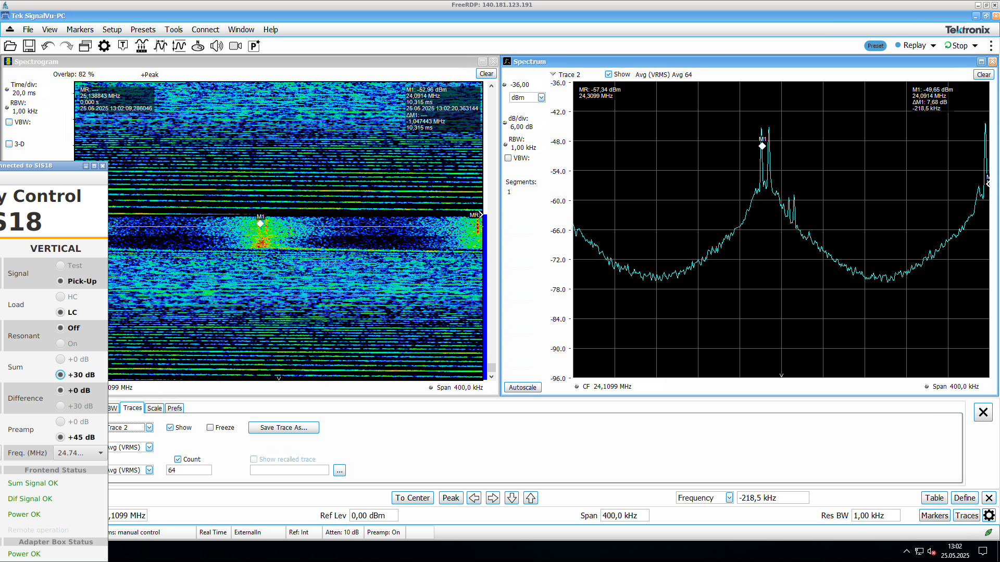 FreeRDP: 140.181.123.191
Tek SignalVu-PC
File View Markers Setup Presets Tools Connect Window Help
Tektronix
Preset Replay Stop
Spectrogram
Overlap: 82 %
+Peak
Clear
Time/div:
20,0 ms
RBW:
1,00 kHz
VBW:
3-D
MR: ---
25,138843 MHz
0,000 s
25.05.2025 13:02:09,286046
M1: -52,96 dBm
24,0914 MHz
10,315 ms
25.05.2025 13:02:20,363144
ΔM1: ---
-1,047443 MHz
10,315 ms
M1
MR
099 MHz
Span 400,0 kHz
Spectrum
Trace 2
Show Avg (VRMS) Avg 64
Clear
-36,00
dBm
dB/div:
6,00 dB
RBW:
1,00 kHz
VBW:
Segments:
1
Autoscale
-36.0
-42.0
-48.0
-54.0
-60.0
-66.0
-72.0
-78.0
-84.0
-90.0
-96.0
MR: -57,34 dBm
24,3099 MHz
M1: -49,65 dBm
24,0914 MHz
ΔM1: 7,68 dB
-218,5 kHz
M1
M
CF 24,1099 MHz
Span 400,0 kHz
nnected to SIS18
y Control
S18
VERTICAL
Signal
Test
Pick-Up
Load
HC
LC
Resonant
Off
On
Sum
+0 dB
+30 dB
Difference
+0 dB
+30 dB
Preamp
+0 dB
+45 dB
Freq. (MHz) 24.74...
Frontend Status
Sum Signal OK
Dif Signal OK
Power OK
Remote operation
Adapter Box Status
Power OK
BW Traces Scale Prefs
Trace 2
Show
Freeze
Save Trace As...
Avg (VRMS)
Count
Show recalled trace
Avg (VRMS)
64
...
To Center
Peak
Frequency
-218,5 kHz
Table
Define
,1099 MHz
Ref Lev 0,00 dBm
Span 400,0 kHz
Res BW 1,00 kHz
Markers
Traces
ms: manual control
Real Time
ExternalIn
Ref: Int
Atten: 10 dB
Preamp: On
13:02
25.05.2025